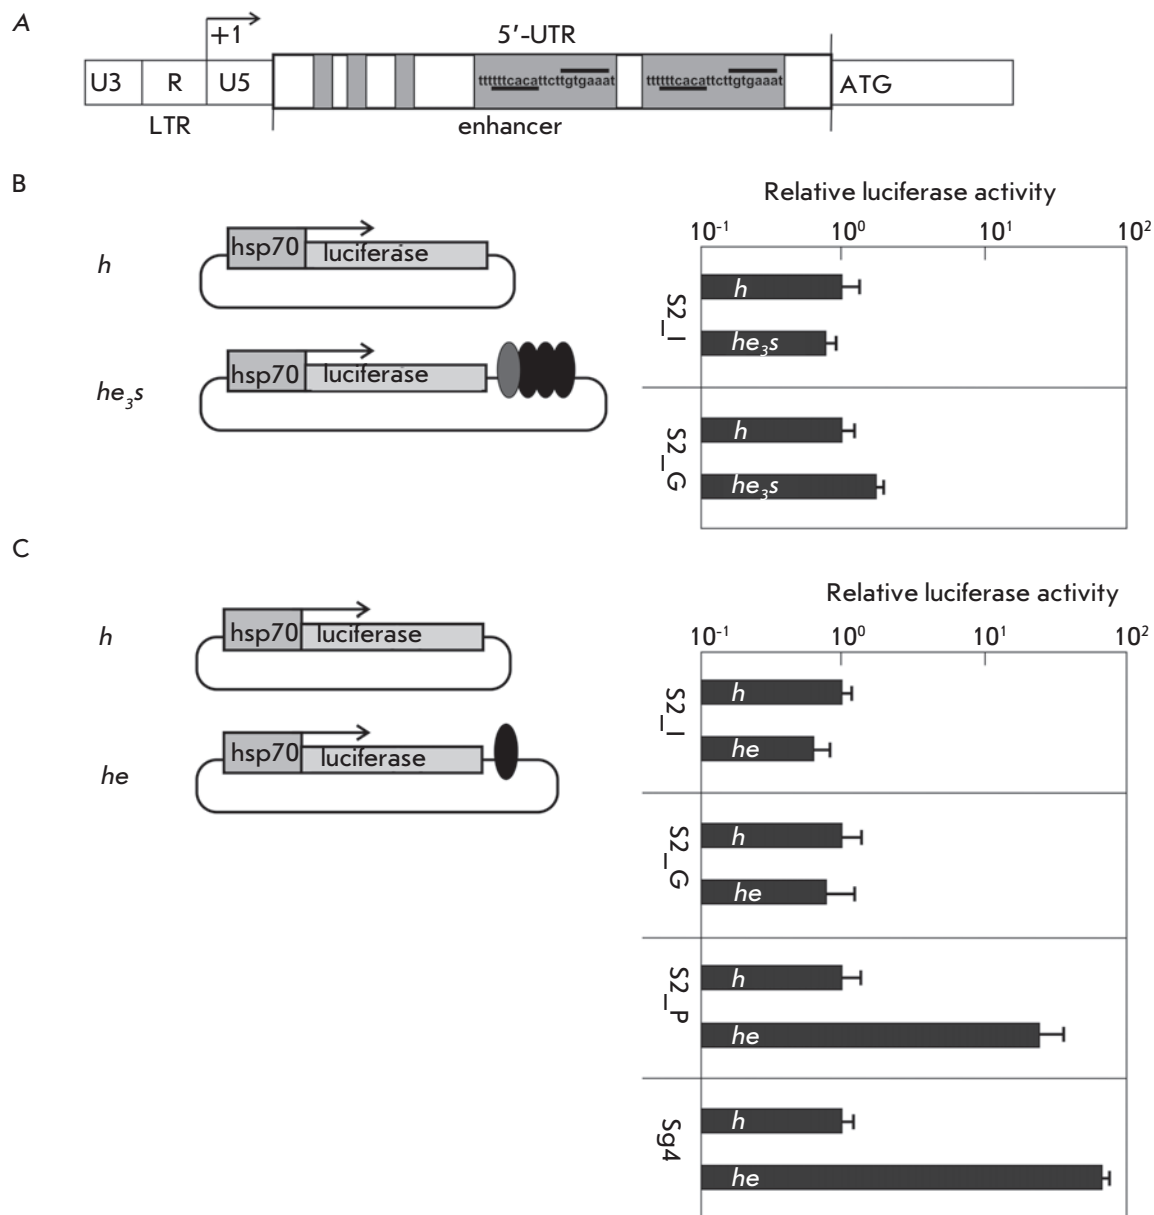 A
+1
5'-UTR
U3 R U5 ttttttcacattcttgtgaaat ttttttcacattcttgtgaaat ATG
LTR enhancer
B
Relative luciferase activity
10-1 100 101 102
h
hsp70 luciferase
he3s
hsp70 luciferase
S2_I
h
he3s
S2_G
h
he3s
C
Relative luciferase activity
10-1 100 101 102
h
hsp70 luciferase
he
hsp70 luciferase
S2_I
h
he
S2_G
h
he
S2_P
h
he
Sg4
h
he